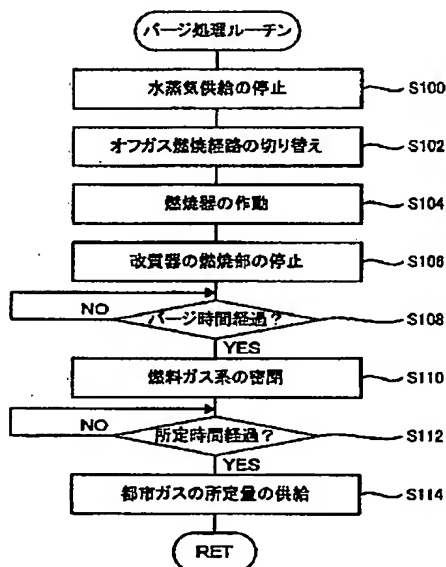 パージ処理ルーチン
水蒸気供給の停止
S100
オフガス燃焼経路の切り替え
S102
燃焼器の作動
S104
改質器の燃焼部の停止
S106
NO
パージ時間経過?
S108
YES
燃料ガス系の密閉
S110
NO
所定時間経過?
S112
YES
都市ガスの所定量の供給
S114
RET